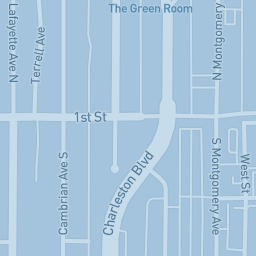 The Green Room
Lafayette Ave N
Terrell Ave
N Montgomery
1st St
Cambrian Ave S
Charleston Blvd
S Montgomery Ave
West St